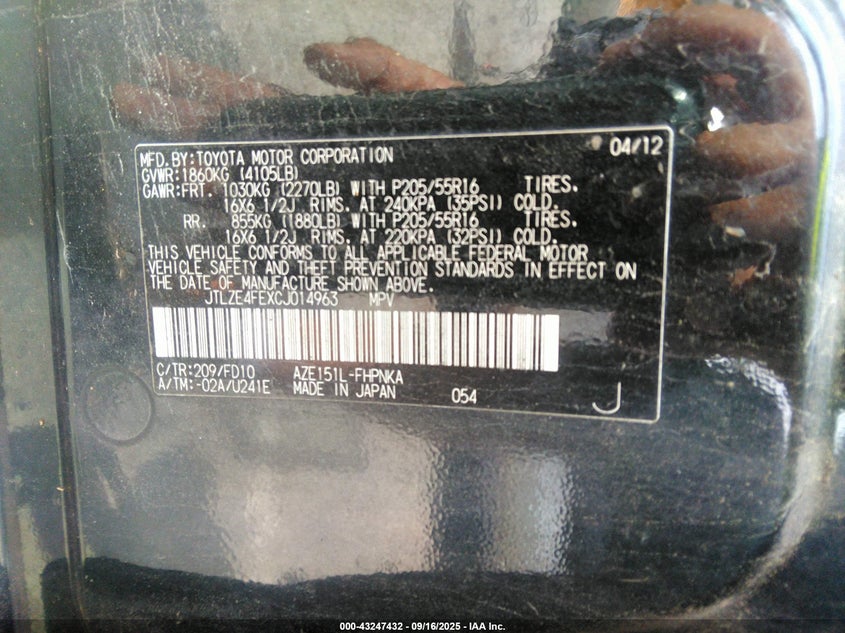 MFD. BY: TOYOTA MOTOR CORPORATION 04/12
GVWR: 1860KG (4105LB)
GAWR: FRT. 1030KG (2270LB) WITH P205/55R16 TIRES.
16X6 1/2J RIMS. AT 240KPA (35PSI) COLD.
RR. 855KG (1880LB) WITH P205/55R16 TIRES.
16X6 1/2J RIMS. AT 220KPA (32PSI) COLD.
THIS VEHICLE CONFORMS TO ALL APPLICABLE FEDERAL MOTOR
VEHICLE SAFETY AND THEFT PREVENTION STANDARDS IN EFFECT ON
THE DATE OF MANUFACTURE SHOWN ABOVE.
JTLZE4FEXCJ014963 MPV
C/TR: 209/FD10 AZE151L-FHPNKA
A/TM: -02A/U241E MADE IN JAPAN 054 J
000-43247432 - 09/16/2025 - IAA Inc.